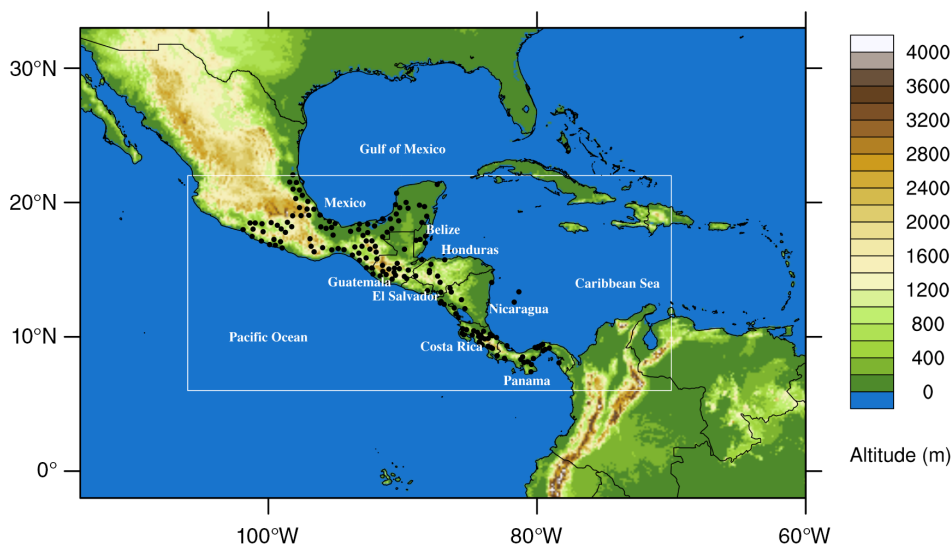 30°N
20°N
10°N
0°
100°W
80°W
60°W
Gulf of Mexico
Mexico
Belize
Honduras
Guatemala
El Salvador
Caribbean Sea
Nicaragua
Pacific Ocean
Costa Rica
Panama
4000
3600
3200
2800
2400
2000
1600
1200
800
400
0
Altitude (m)